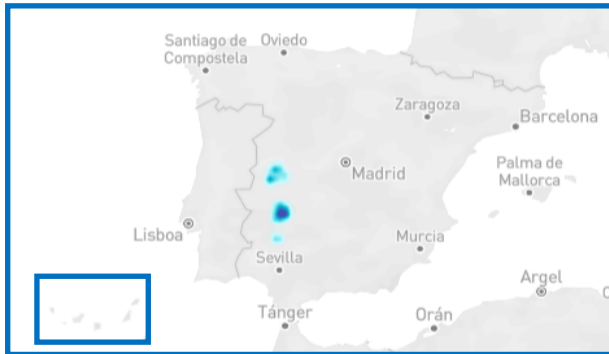 Santiago de
Compostela
Oviedo
Zaragoza
Barcelona
Madrid
Palma de
Mallorca
Lisboa
Murcia
Sevilla
Argel
Tánger
Orán